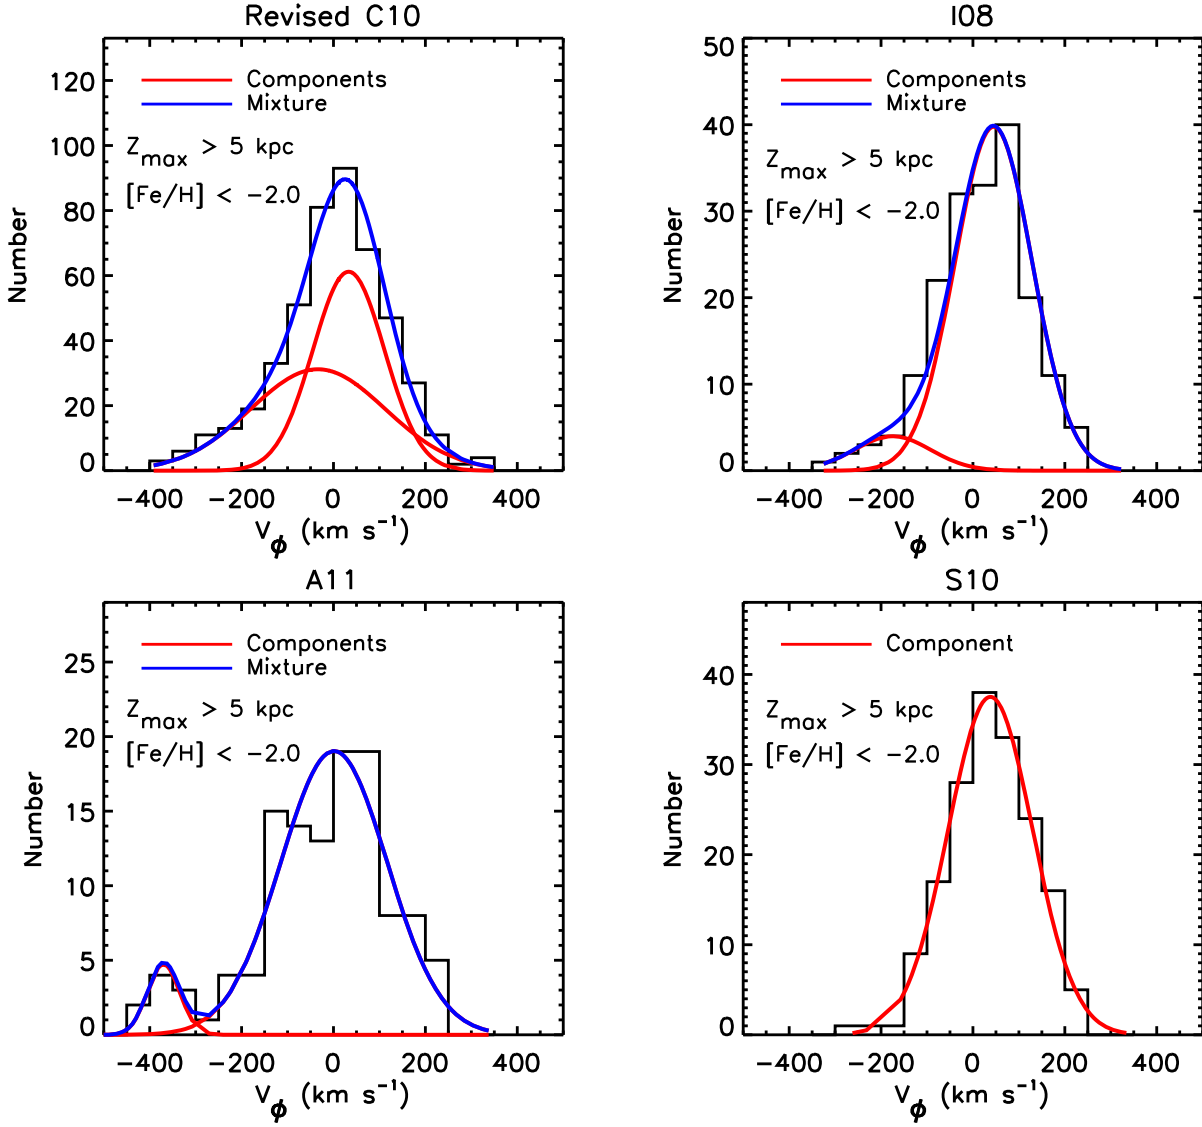 Revised C10
Components
Mixture
Z_max > 5 kpc
[Fe/H] < −2.0
120
100
80
60
40
20
0
Number
−400 −200 0 200 400
V_ϕ (km s⁻¹)
I08
Components
Mixture
Z_max > 5 kpc
[Fe/H] < −2.0
50
40
30
20
10
0
Number
−400 −200 0 200 400
V_ϕ (km s⁻¹)
A11
Components
Mixture
Z_max > 5 kpc
[Fe/H] < −2.0
25
20
15
10
5
0
Number
−400 −200 0 200 400
V_ϕ (km s⁻¹)
S10
Component
Z_max > 5 kpc
[Fe/H] < −2.0
40
30
20
10
0
Number
−400 −200 0 200 400
V_ϕ (km s⁻¹)